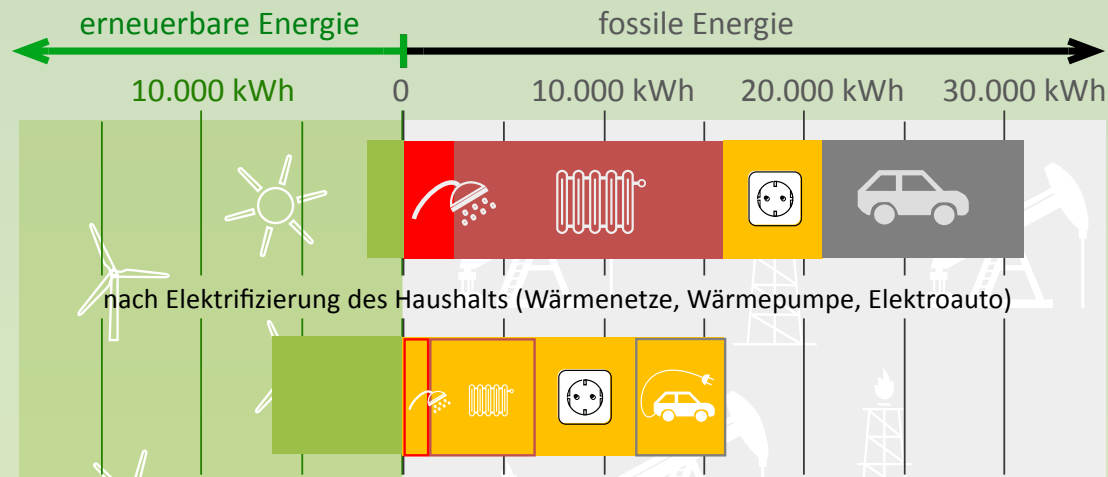 erneuerbare Energie fossile Energie
10.000 kWh 0 10.000 kWh 20.000 kWh 30.000 kWh
nach Elektrifizierung des Haushalts (Wärmenetze, Wärmepumpe, Elektroauto)